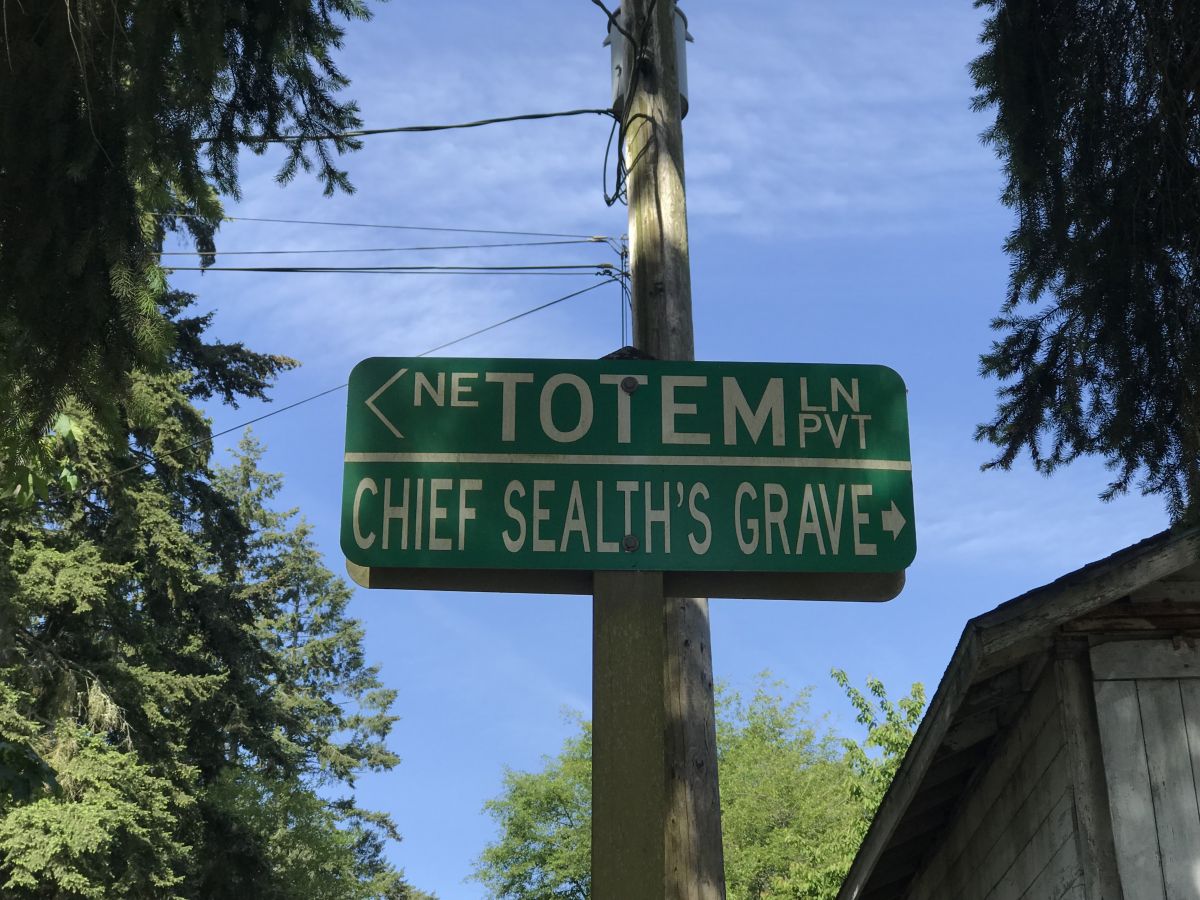 NE TOTEM LN PVT
CHIEF SEALTH'S GRAVE